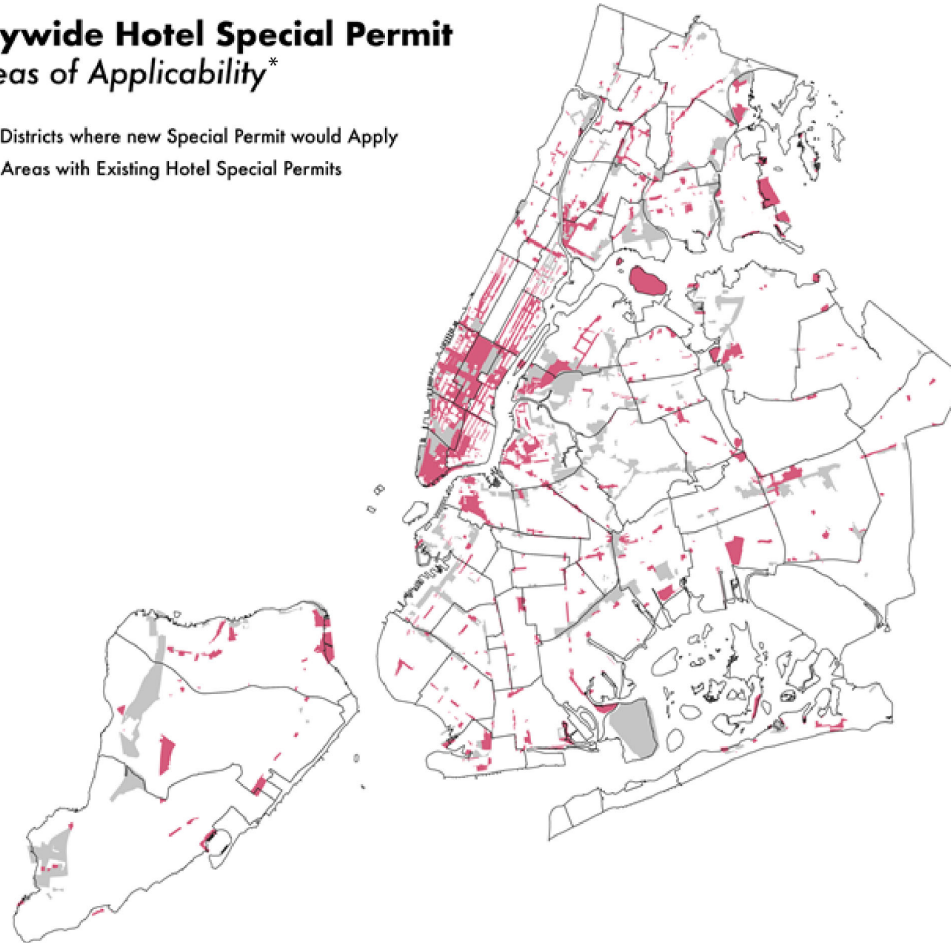 ywide Hotel Special Permit
eas of Applicability*
Districts where new Special Permit would Apply
Areas with Existing Hotel Special Permits